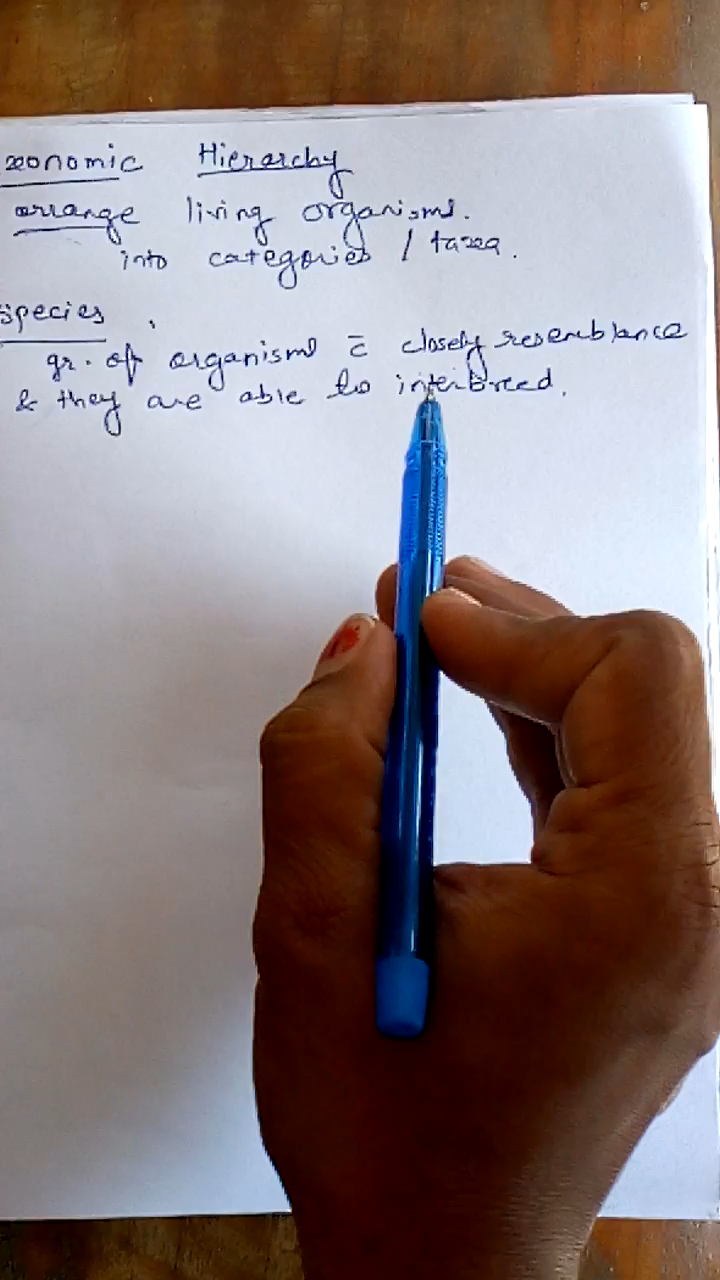 xonomic Hierarchy
arrange living organisms.
into categories / taxa.
species.
gr. of organisms c̄ closely resemblance
& they are able to interbreed.